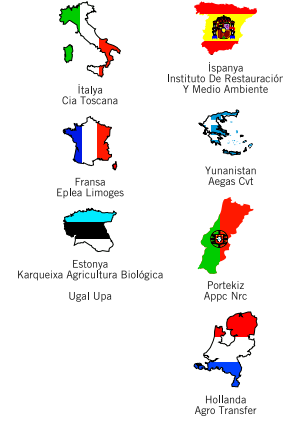 İtalya
Cia Toscana
İspanya
Instituto De Restauración
Y Medio Ambiente
Fransa
Eplea Limoges
Yunanistan
Aegas Cvt
Estonya
Karqueixa Agricultura Biológica
Ugal Upa
Portekiz
Appc Nrc
Hollanda
Agro Transfer